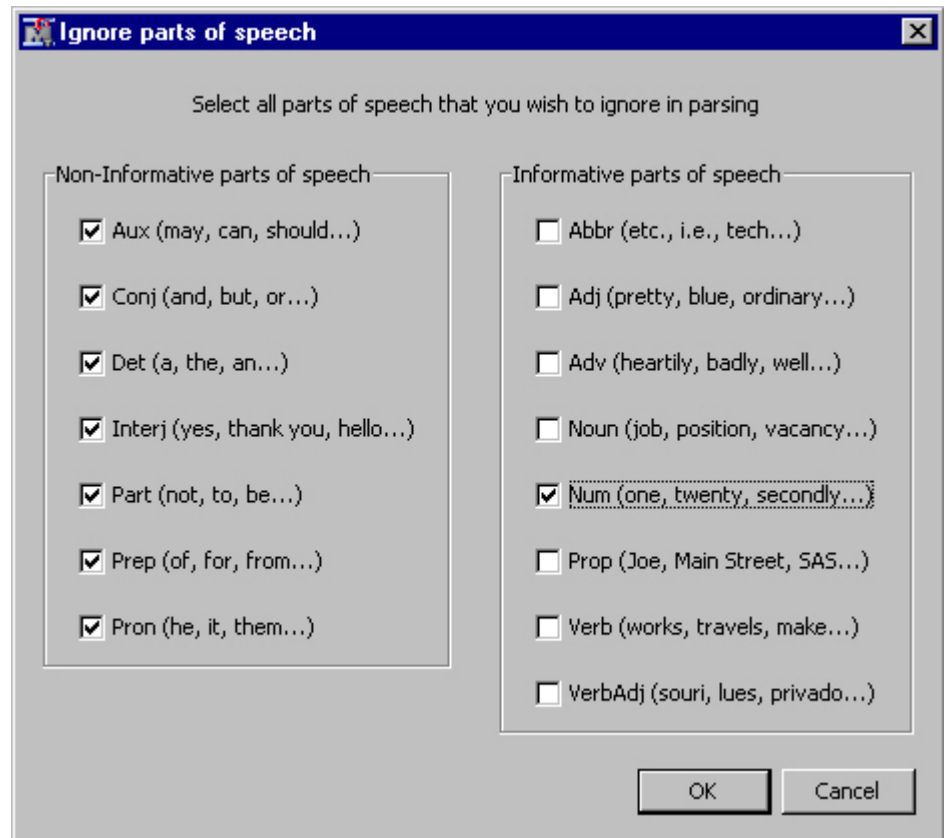 Ignore parts of speech
Select all parts of speech that you wish to ignore in parsing
Non-Informative parts of speech
Aux (may, can, should...)
Conj (and, but, or...)
Det (a, the, an...)
Interj (yes, thank you, hello...)
Part (not, to, be...)
Prep (of, for, from...)
Pron (he, it, them...)
Informative parts of speech
Abbr (etc., i.e., tech...)
Adj (pretty, blue, ordinary...)
Adv (heartily, badly, well...)
Noun (job, position, vacancy...)
Num (one, twenty, secondly...)
Prop (Joe, Main Street, SAS...)
Verb (works, travels, make...)
VerbAdj (souri, lues, privado...)
OK
Cancel